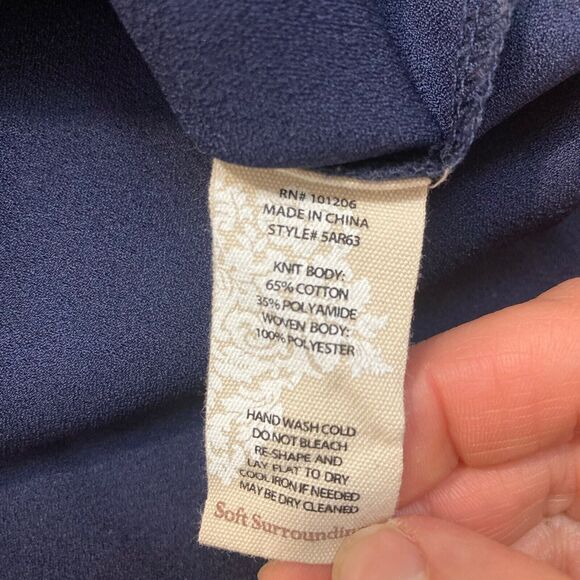 RN# 101206
MADE IN CHINA
STYLE# 5AR63
KNIT BODY:
65% COTTON
35% POLYAMIDE
WOVEN BODY:
100% POLYESTER
HAND WASH COLD
DO NOT BLEACH
RE-SHAPE AND
LAY FLAT TO DRY
COOL IRON IF NEEDED
MAY BE DRY CLEANED
Soft Surroundin